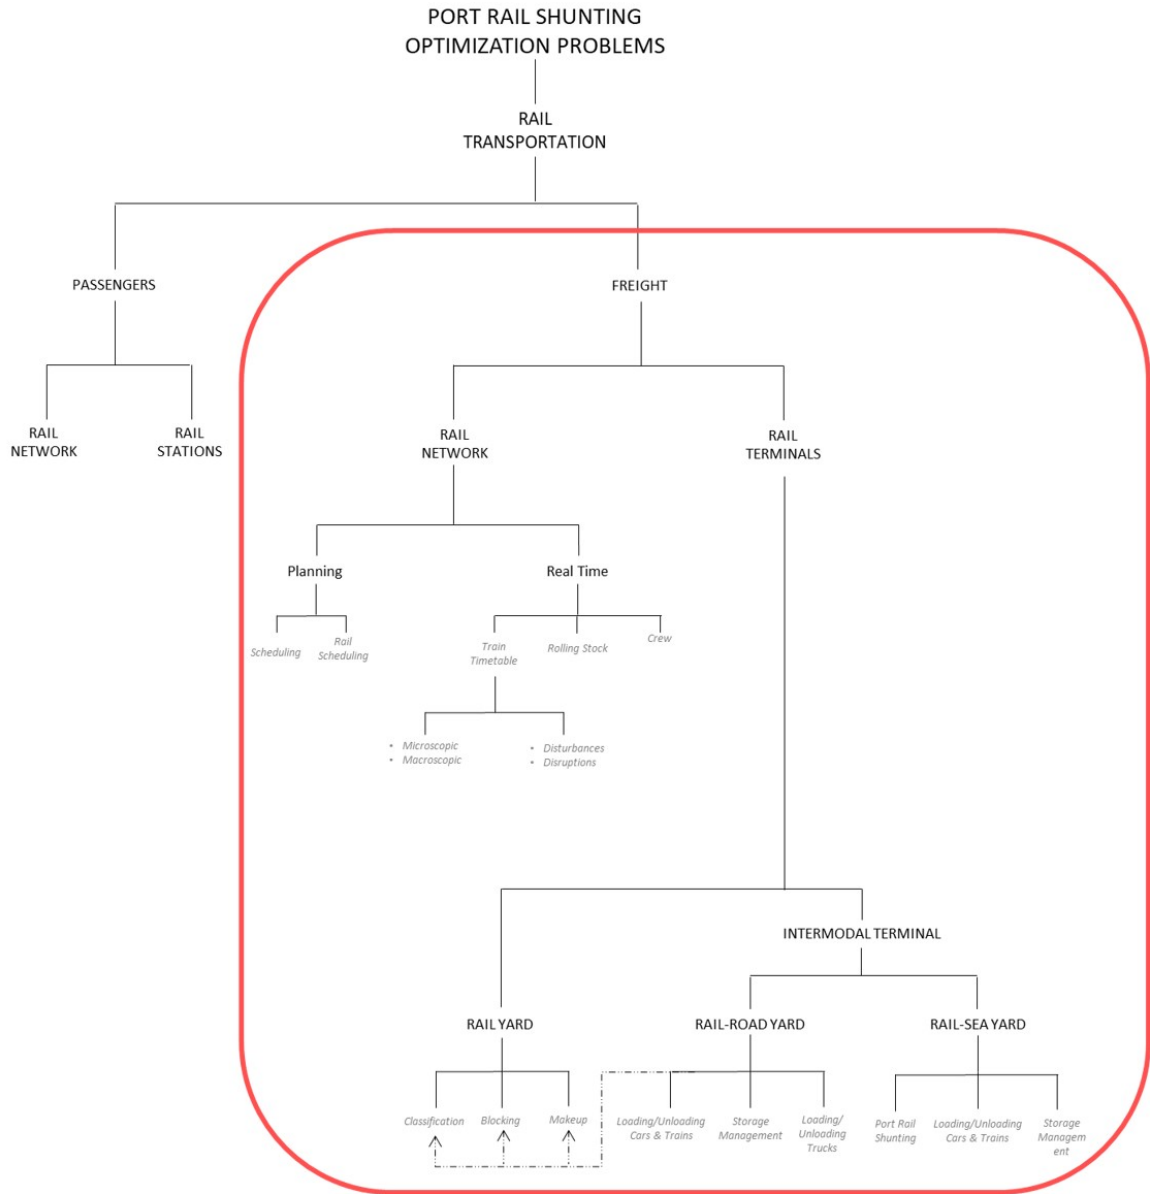 PORT RAIL SHUNTING
OPTIMIZATION PROBLEMS
RAIL
TRANSPORTATION
PASSENGERS
FREIGHT
RAIL
NETWORK
RAIL
STATIONS
RAIL
NETWORK
RAIL
TERMINALS
Planning
Real Time
Scheduling
Rail
Scheduling
Train
Timetable
Rolling Stock
Crew
• Microscopic
• Macroscopic
• Disturbances
• Disruptions
INTERMODAL TERMINAL
RAIL YARD
RAIL-ROAD YARD
RAIL-SEA YARD
Classification
Blocking
Makeup
Loading/Unloading
Cars & Trains
Storage
Management
Loading/
Unloading
Trucks
Port Rail
Shunting
Loading/Unloading
Cars & Trains
Storage
Managem
ent